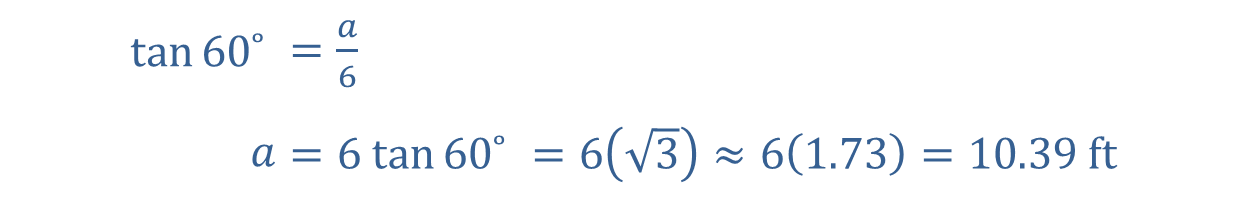 tan 60° = a/6
a = 6 tan 60° = 6(√3) ≈ 6(1.73) = 10.39 ft